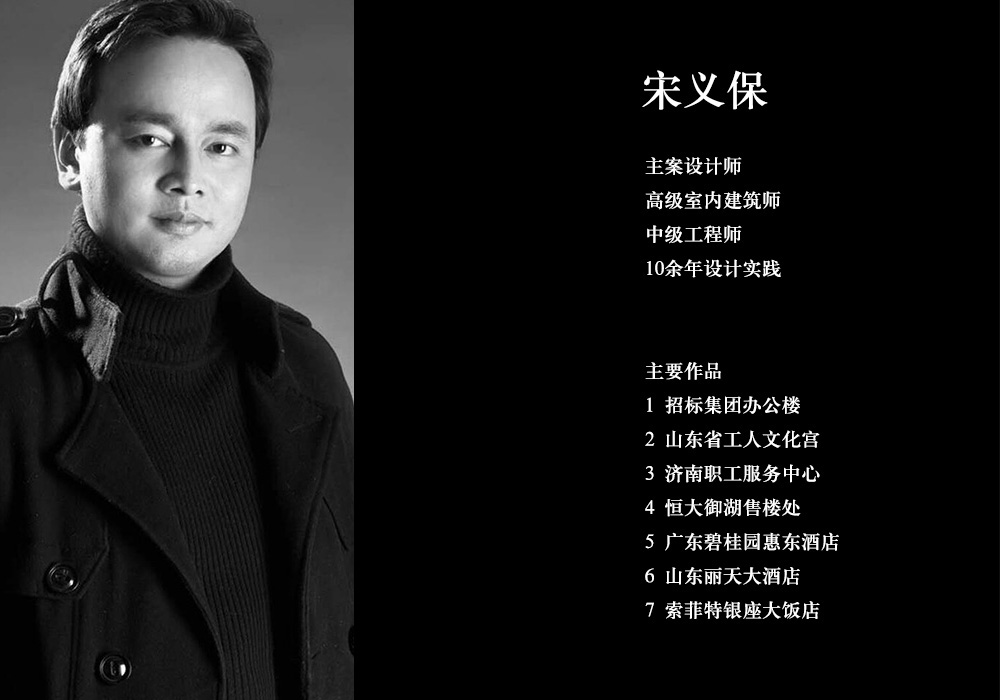 宋义保
主案设计师
高级室内建筑师
中级工程师
10余年设计实践
主要作品
1 招标集团办公楼
2 山东省工人文化宫
3 济南职工服务中心
4 恒大御湖售楼处
5 广东碧桂园惠东酒店
6 山东丽天大酒店
7 索菲特银座大饭店